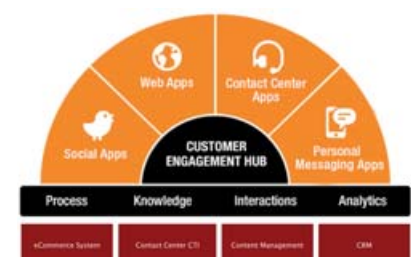 Web Apps
Contact Center
Apps
Social Apps
CUSTOMER
ENGAGEMENT HUB
Personal
Messaging Apps
Process Knowledge Interactions Analytics
eCommerce System Contact Center CTI Content Management CRM